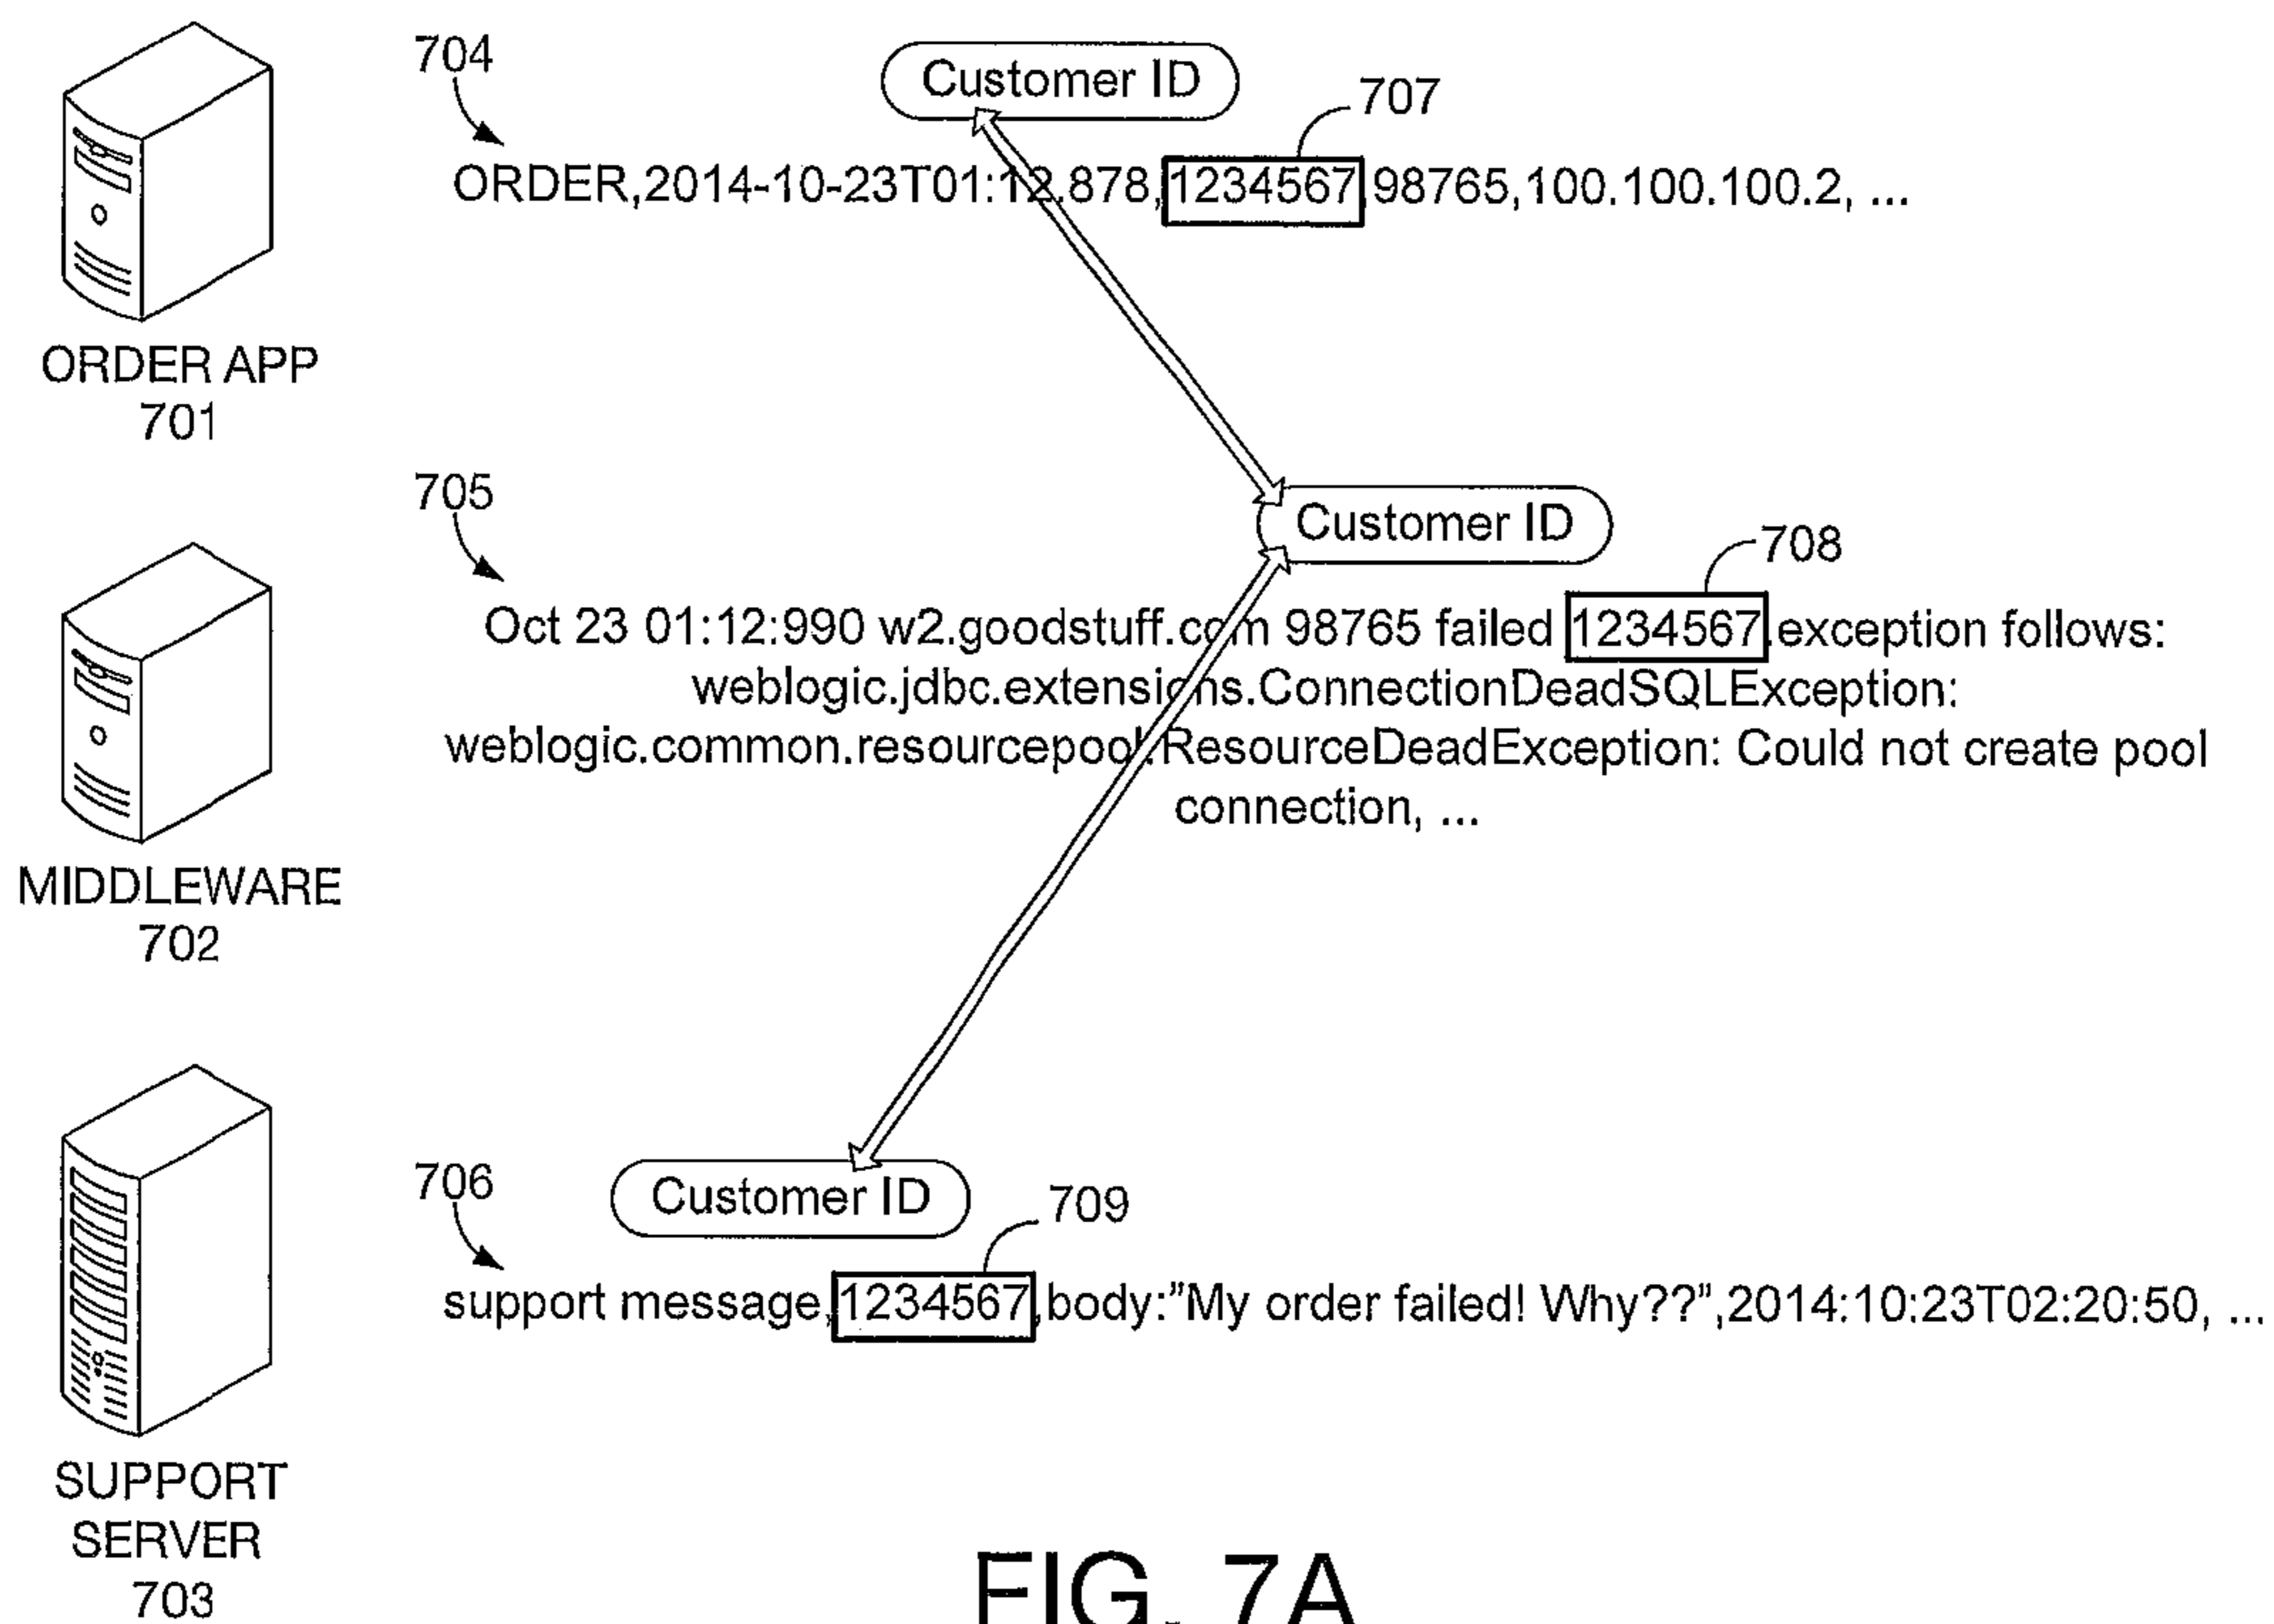 704
Customer ID
707
ORDER,2014-10-23T01:12.878,1234567,98765,100.100.100.2, ...
ORDER APP
701
705
Customer ID
708
Oct 23 01:12:990 w2.goodstuff.com 98765 failed 1234567.exception follows:
weblogic.jdbc.extensions.ConnectionDeadSQLException:
weblogic.common.resourcepool.ResourceDeadException: Could not create pool
connection, ...
MIDDLEWARE
702
706
Customer ID
709
support message,1234567,body:"My order failed! Why??",2014:10:23T02:20:50, ...
SUPPORT
SERVER
703
FIG. 7A